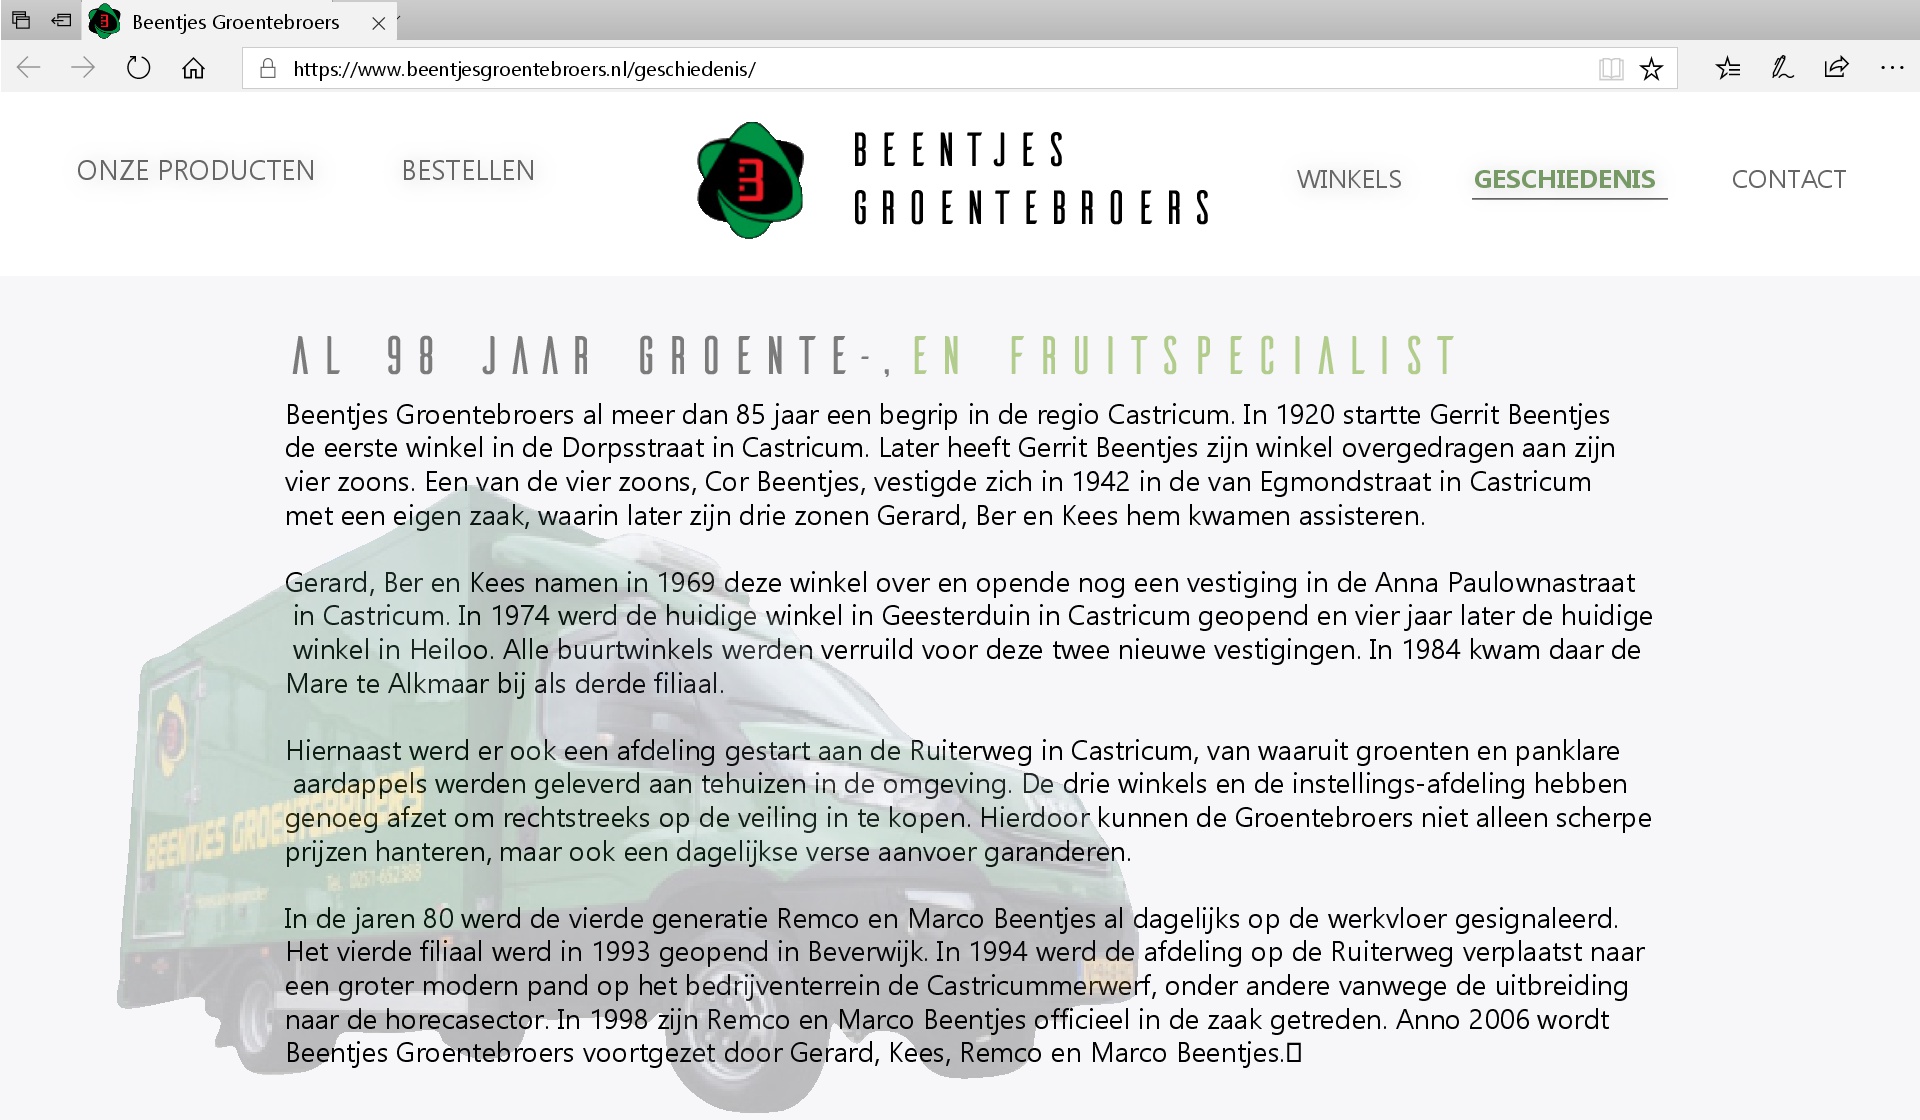 Beentjes Groentebroers
https://www.beentjesgroentebroers.nl/geschiedenis/
ONZE PRODUCTEN
BESTELLEN
BEENTJES
GROENTEBROERS
WINKELS
GESCHIEDENIS
CONTACT
AL 98 JAAR GROENTE-, EN FRUITSPECIALIST
Beentjes Groentebroers al meer dan 85 jaar een begrip in de regio Castricum. In 1920 startte Gerrit Beentjes
de eerste winkel in de Dorpsstraat in Castricum. Later heeft Gerrit Beentjes zijn winkel overgedragen aan zijn
vier zoons. Een van de vier zoons, Cor Beentjes, vestigde zich in 1942 in de van Egmondstraat in Castricum
met een eigen zaak, waarin later zijn drie zonen Gerard, Ber en Kees hem kwamen assisteren.
Gerard, Ber en Kees namen in 1969 deze winkel over en opende nog een vestiging in de Anna Paulownastraat
in Castricum. In 1974 werd de huidige winkel in Geesterduin in Castricum geopend en vier jaar later de huidige
winkel in Heiloo. Alle buurtwinkels werden verruild voor deze twee nieuwe vestigingen. In 1984 kwam daar de
Mare te Alkmaar bij als derde filiaal.
Hiernaast werd er ook een afdeling gestart aan de Ruiterweg in Castricum, van waaruit groenten en panklare
aardappels werden geleverd aan tehuizen in de omgeving. De drie winkels en de instellings-afdeling hebben
genoeg afzet om rechtstreeks op de veiling in te kopen. Hierdoor kunnen de Groentebroers niet alleen scherpe
prijzen hanteren, maar ook een dagelijkse verse aanvoer garanderen.
BEENTJES GROENTEBROERS
Tel. 0251-652388
In de jaren 80 werd de vierde generatie Remco en Marco Beentjes al dagelijks op de werkvloer gesignaleerd.
Het vierde filiaal werd in 1993 geopend in Beverwijk. In 1994 werd de afdeling op de Ruiterweg verplaatst naar
een groter modern pand op het bedrijventerrein de Castricummerwerf, onder andere vanwege de uitbreiding
naar de horecasector. In 1998 zijn Remco en Marco Beentjes officieel in de zaak getreden. Anno 2006 wordt
Beentjes Groentebroers voortgezet door Gerard, Kees, Remco en Marco Beentjes.